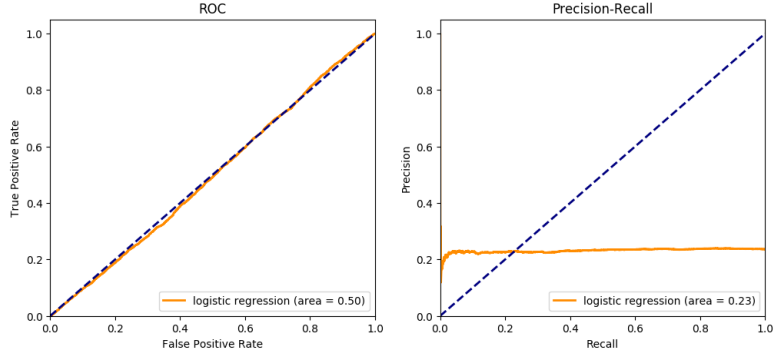 ROC
True Positive Rate
1.0
0.8
0.6
0.4
0.2
0.0
logistic regression (area = 0.50)
0.0 0.2 0.4 0.6 0.8 1.0
False Positive Rate
Precision-Recall
Precision
1.0
0.8
0.6
0.4
0.2
0.0
logistic regression (area = 0.23)
0.0 0.2 0.4 0.6 0.8 1.0
Recall